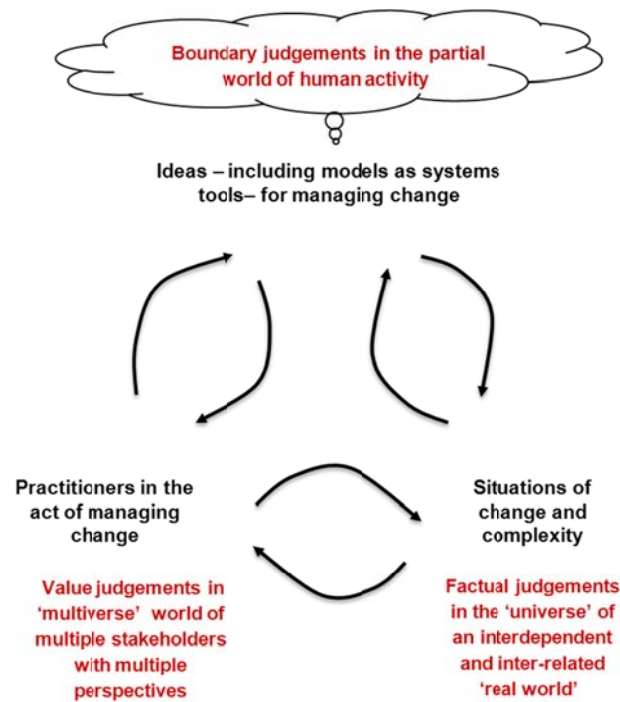 Boundary judgements in the partial
world of human activity
Ideas – including models as systems
tools– for managing change
Practitioners in the
act of managing
change
Value judgements in
‘multiverse’ world of
multiple stakeholders
with multiple
perspectives
Situations of
change and
complexity
Factual judgements
in the ‘universe’ of
an interdependent
and inter-related
‘real world’